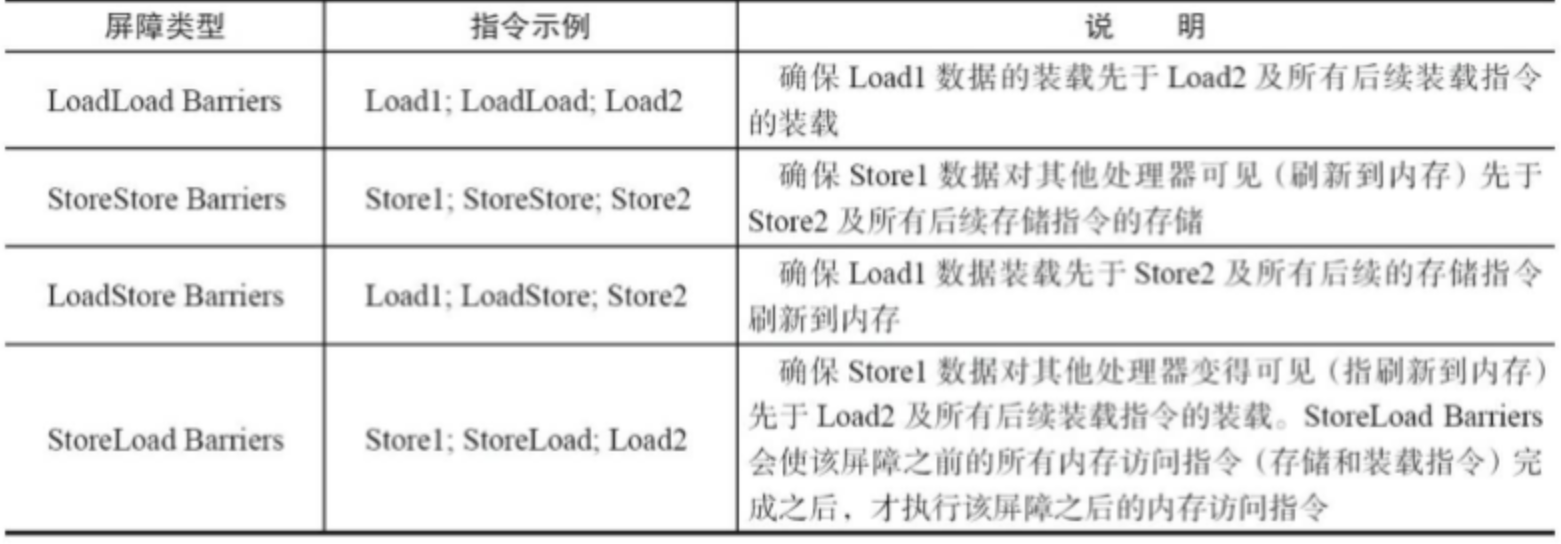 屏障类型 指令示例 说 明
LoadLoad Barriers Load1; LoadLoad; Load2 确保 Load1 数据的装载先于 Load2 及所有后续装载指令
的装载
StoreStore Barriers Store1; StoreStore; Store2 确保 Store1 数据对其他处理器可见（刷新到内存）先于
Store2 及所有后续存储指令的存储
LoadStore Barriers Load1; LoadStore; Store2 确保 Load1 数据装载先于 Store2 及所有后续的存储指令
刷新到内存
StoreLoad Barriers Store1; StoreLoad; Load2 确保 Store1 数据对其他处理器变得可见（指刷新到内存）
先于 Load2 及所有后续装载指令的装载。StoreLoad Barriers
会使该屏障之前的所有内存访问指令（存储和装载指令）完
成之后，才执行该屏障之后的内存访问指令